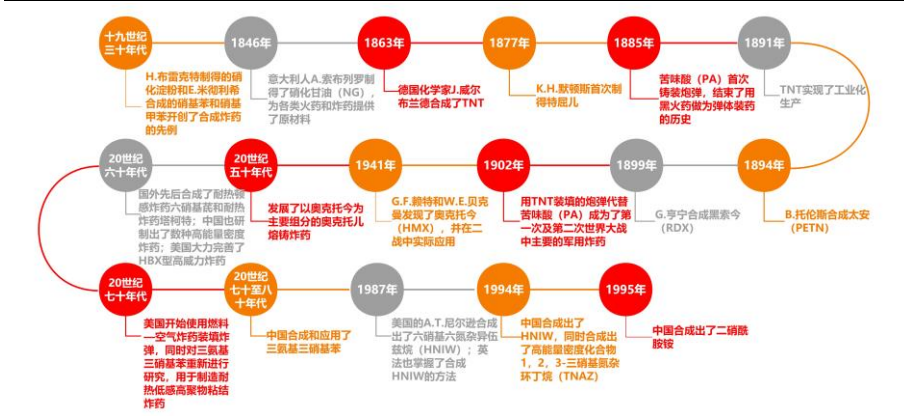 十九世纪
三十年代
H.布雷克特制得的硝
化淀粉和E.米彻利希
合成的硝基苯和硝基
甲苯开创了合成炸药
的先例
1846年
意大利人A.索布列罗制
得了硝化甘油（NG），
为各类火药和炸药提供
了原材料
1863年
德国化学家J.威尔
布兰德合成了TNT
1877年
K.H.默顿斯首次制
得特屈儿
1885年
苦味酸（PA）首次
铸装炮弹，结束了用
黑火药做为弹体装药
的历史
1891年
TNT实现了工业化
生产
20世纪
六十年代
国外先后合成了耐热顿
感炸药六硝基芪和耐热
炸药塔柯特；中国也研
制出了数种高能量密度
炸药；美国大力完善了
HBX型高威力炸药
20世纪
五十年代
发展了以奥克托今为
主要组分的奥克托儿
熔铸炸药
1941年
G.F.赖特和W.E.贝克
曼发现了奥克托今
（HMX），并在二
战中实际应用
1902年
用TNT装填的炮弹代替
苦味酸（PA）成为了第
一次及第二次世界大战
中主要的军用炸药
1899年
G.亨宁合成黑索今
（RDX）
1894年
B.托伦斯合成太安
（PETN）
20世纪
七十年代
美国开始使用燃料
—空气炸药装填炸
弹，同时对三氨基
三硝基苯重新进行
研究，用于制造耐
热低感高聚物粘结
炸药
20世纪
七十至八
十年代
中国合成和应用了
三氨基三硝基苯
1987年
美国的A.T.尼尔逊合成
出了六硝基六氮杂异伍
兹烷（HNIW）；英
法也掌握了合成
HNIW的方法
1994年
中国合成出了
HNIW，同时合成出
了高能量密度化合物
1，2，3-三硝基氮杂
环丁烷（TNAZ）
1995年
中国合成出了二硝酰
胺铵